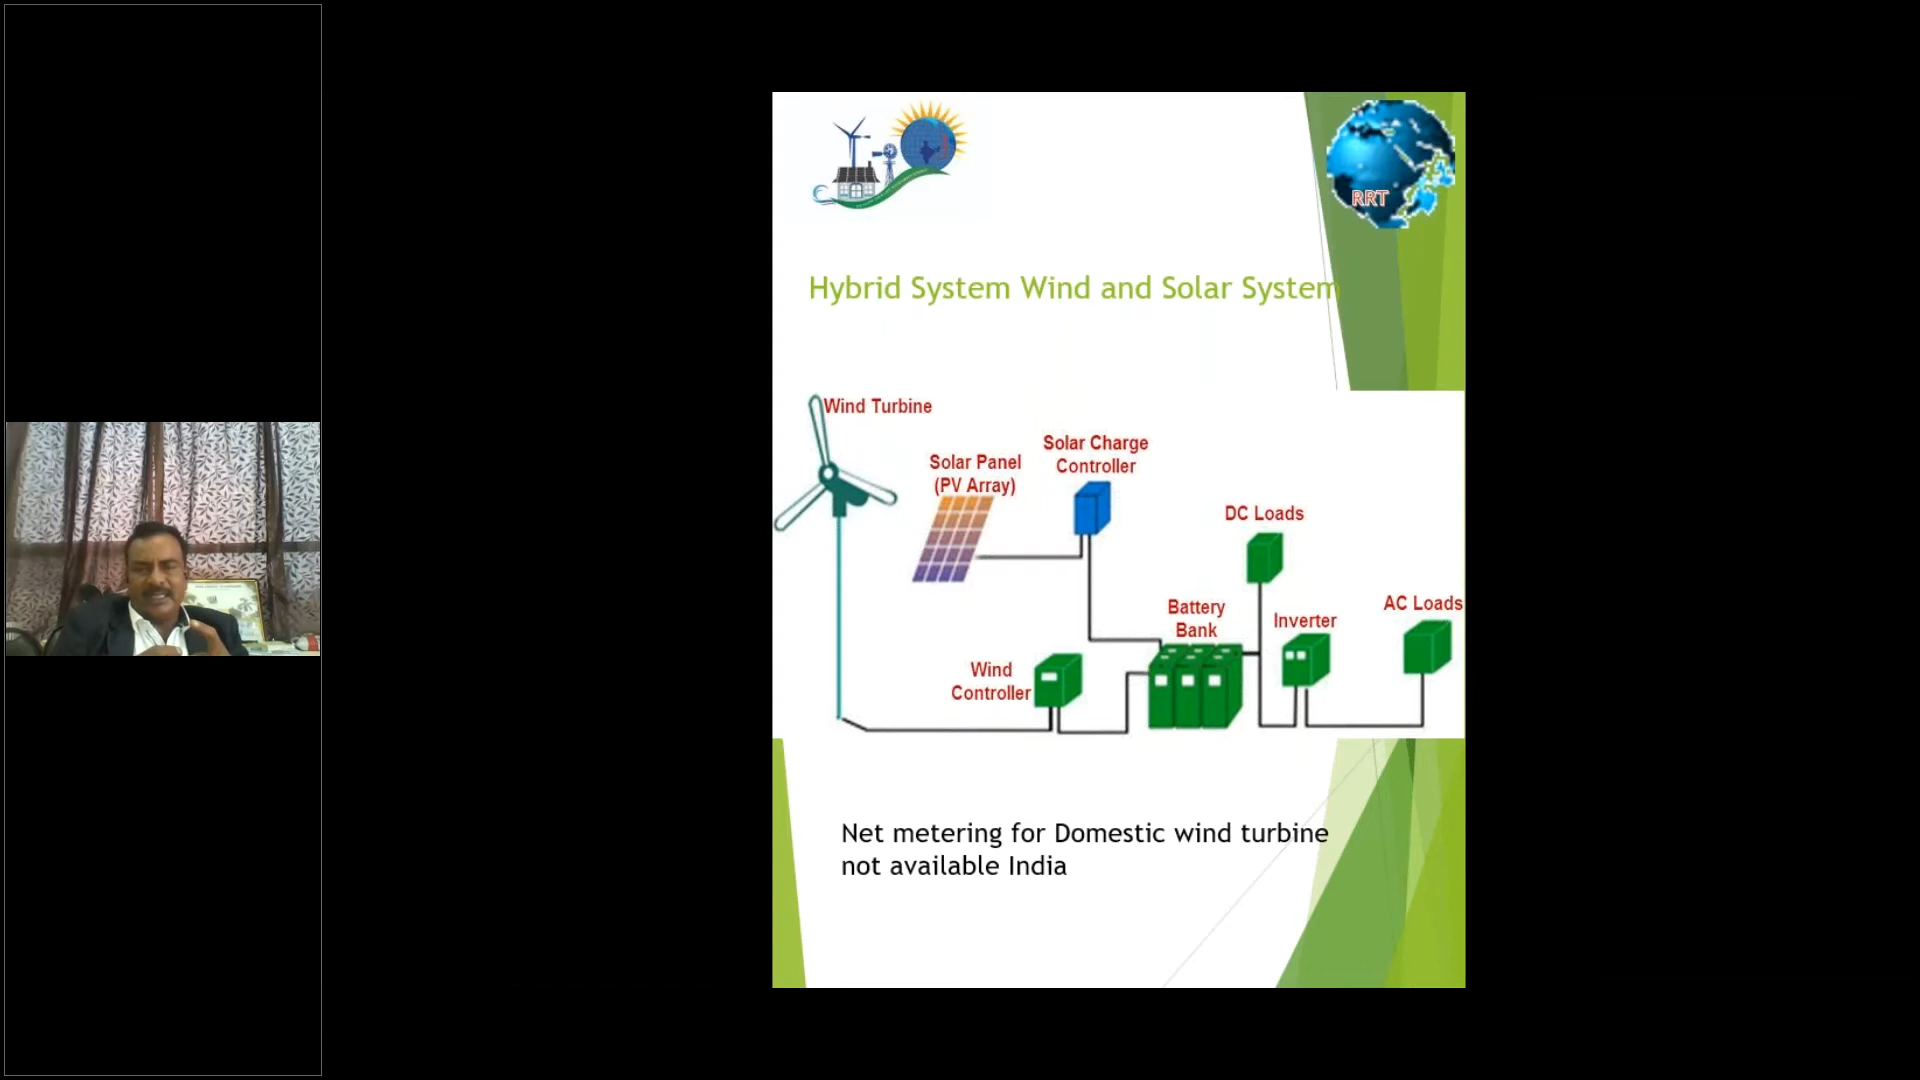 RRT
Hybrid System Wind and Solar System
Wind Turbine
Solar Panel
(PV Array)
Solar Charge
Controller
DC Loads
Battery
Bank
Inverter
AC Loads
Wind
Controller
Net metering for Domestic wind turbine
not available India